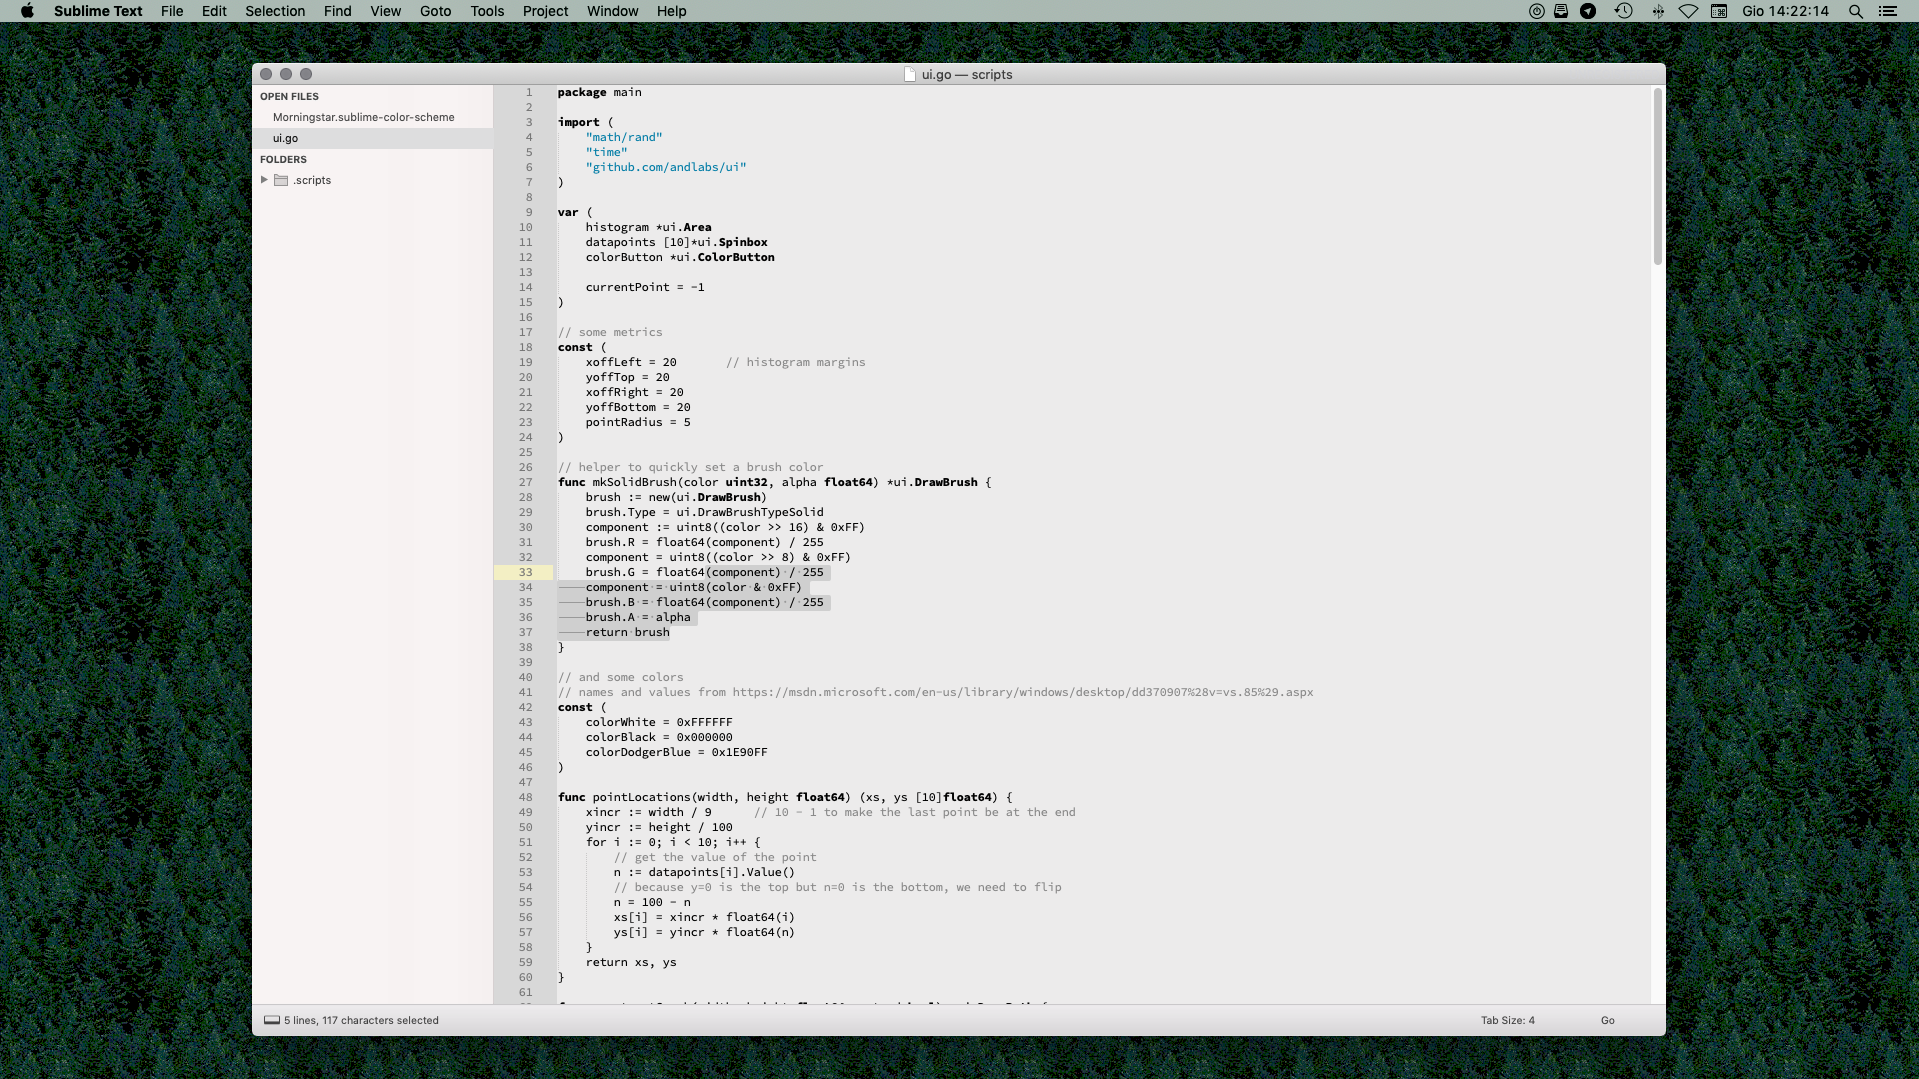 Sublime Text File Edit Selection Find View Goto Tools Project Window Help Gio 14:22:14
ui.go — scripts
OPEN FILES
Morningstar.sublime-color-scheme
ui.go
FOLDERS
.scripts
1 package main
2
3 import (
4 "math/rand"
5 "time"
6 "github.com/andlabs/ui"
7 )
8
9 var (
10 histogram *ui.Area
11 datapoints [10]*ui.Spinbox
12 colorButton *ui.ColorButton
13
14 currentPoint = -1
15 )
16
17 // some metrics
18 const (
19 xoffLeft = 20 // histogram margins
20 yoffTop = 20
21 xoffRight = 20
22 yoffBottom = 20
23 pointRadius = 5
24 )
25
26 // helper to quickly set a brush color
27 func mkSolidBrush(color uint32, alpha float64) *ui.DrawBrush {
28 brush := new(ui.DrawBrush)
29 brush.Type = ui.DrawBrushTypeSolid
30 component := uint8((color >> 16) & 0xFF)
31 brush.R = float64(component) / 255
32 component = uint8((color >> 8) & 0xFF)
33 brush.G = float64(component) / 255
34 component = uint8(color & 0xFF)
35 brush.B = float64(component) / 255
36 brush.A = alpha
37 return brush
38 }
39
40 // and some colors
41 // names and values from https://msdn.microsoft.com/en-us/library/windows/desktop/dd370907%28v=vs.85%29.aspx
42 const (
43 colorWhite = 0xFFFFFF
44 colorBlack = 0x000000
45 colorDodgerBlue = 0x1E90FF
46 )
47
48 func pointLocations(width, height float64) (xs, ys [10]float64) {
49 xincr := width / 9 // 10 - 1 to make the last point be at the end
50 yincr := height / 100
51 for i := 0; i < 10; i++ {
52 // get the value of the point
53 n := datapoints[i].Value()
54 // because y=0 is the top but n=0 is the bottom, we need to flip
55 n = 100 - n
56 xs[i] = xincr * float64(i)
57 ys[i] = yincr * float64(n)
58 }
59 return xs, ys
60 }
61
5 lines, 117 characters selected Tab Size: 4 Go